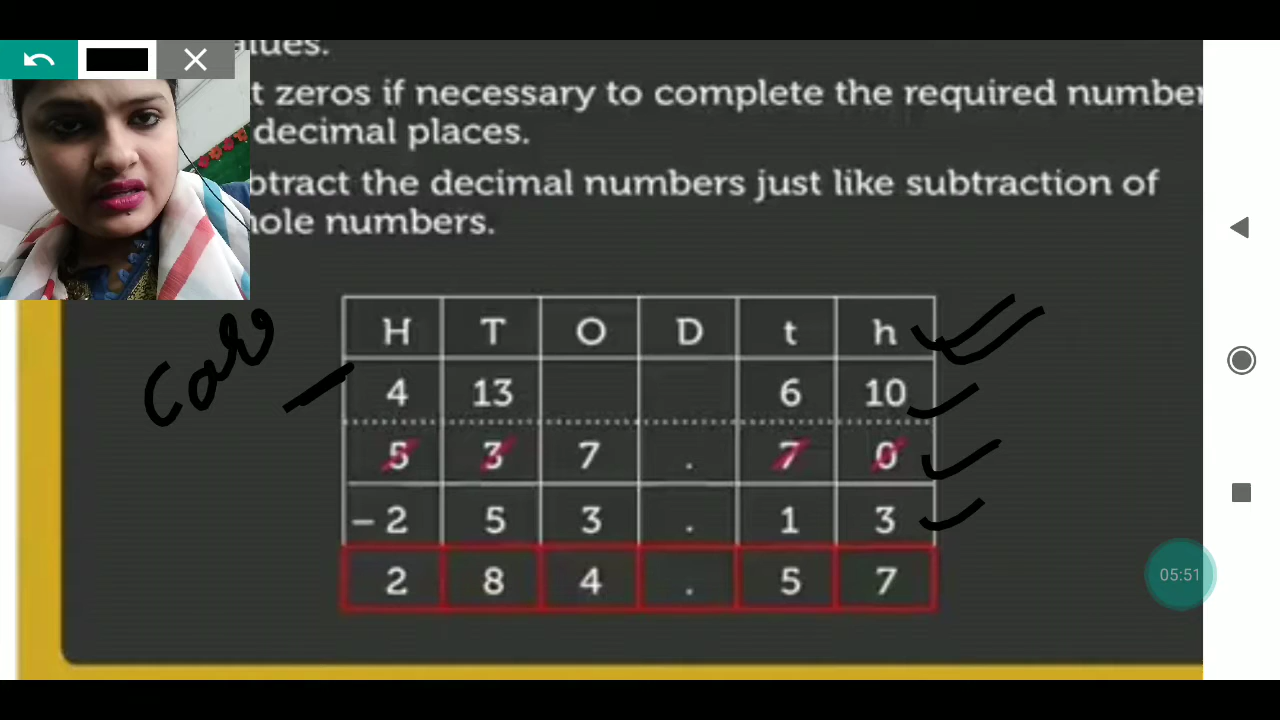 alues.
t zeros if necessary to complete the required number
decimal places.
btract the decimal numbers just like subtraction of
hole numbers.
H T O D t h
4 13 6 10
5 3 7 . 7 0
− 2 5 3 . 1 3
2 8 4 . 5 7
05:51